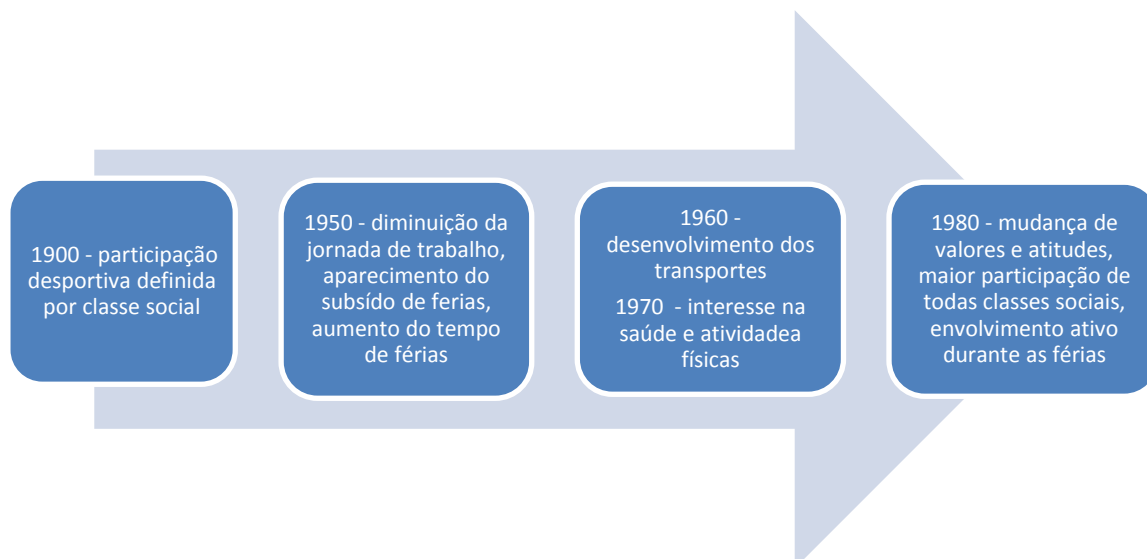 1900 - participação
desportiva definida
por classe social
1950 - diminuição da
jornada de trabalho,
aparecimento do
subsído de ferias,
aumento do tempo
de férias
1960 -
desenvolvimento dos
transportes
1970  - interesse na
saúde e atividadea
físicas
1980 - mudança de
valores e atitudes,
maior participação de
todas classes sociais,
envolvimento ativo
durante as férias